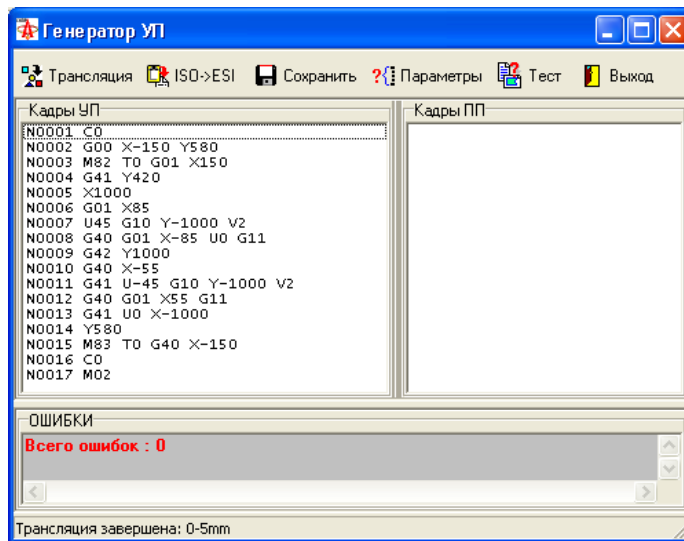 Генератор УП
Трансляция ISO->ESI Сохранить ?{ Параметры Тест Выход
Кадры УП
Кадры ПП
N0001 C0
N0002 G00 X-150 Y580
N0003 M82 T0 G01 X150
N0004 G41 Y420
N0005 X1000
N0006 G01 X85
N0007 U45 G10 Y-1000 V2
N0008 G40 G01 X-85 U0 G11
N0009 G42 Y1000
N0010 G40 X-55
N0011 G41 U-45 G10 Y-1000 V2
N0012 G40 G01 X55 G11
N0013 G41 U0 X-1000
N0014 Y580
N0015 M83 T0 G40 X-150
N0016 C0
N0017 M02
ОШИБКИ
Всего ошибок : 0
Трансляция завершена: 0-5mm